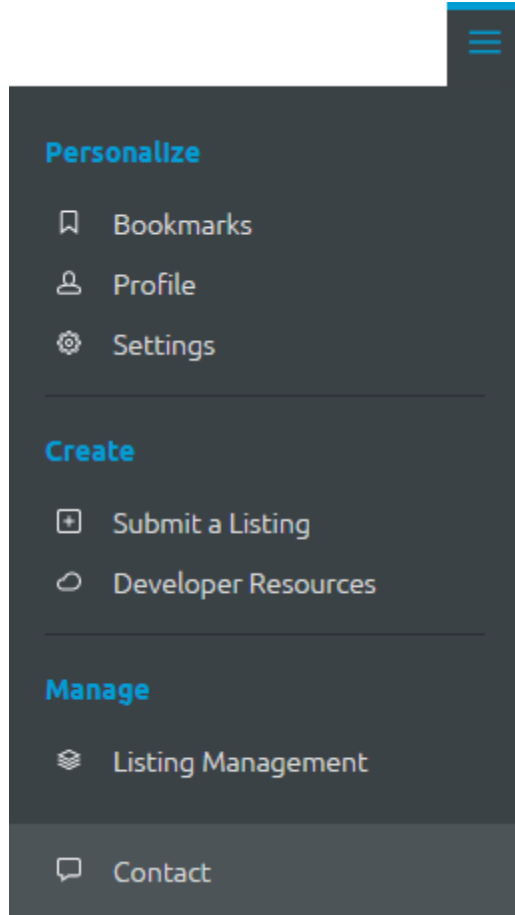 Personalize
Bookmarks
Profile
Settings
Create
Submit a Listing
Developer Resources
Manage
Listing Management
Contact